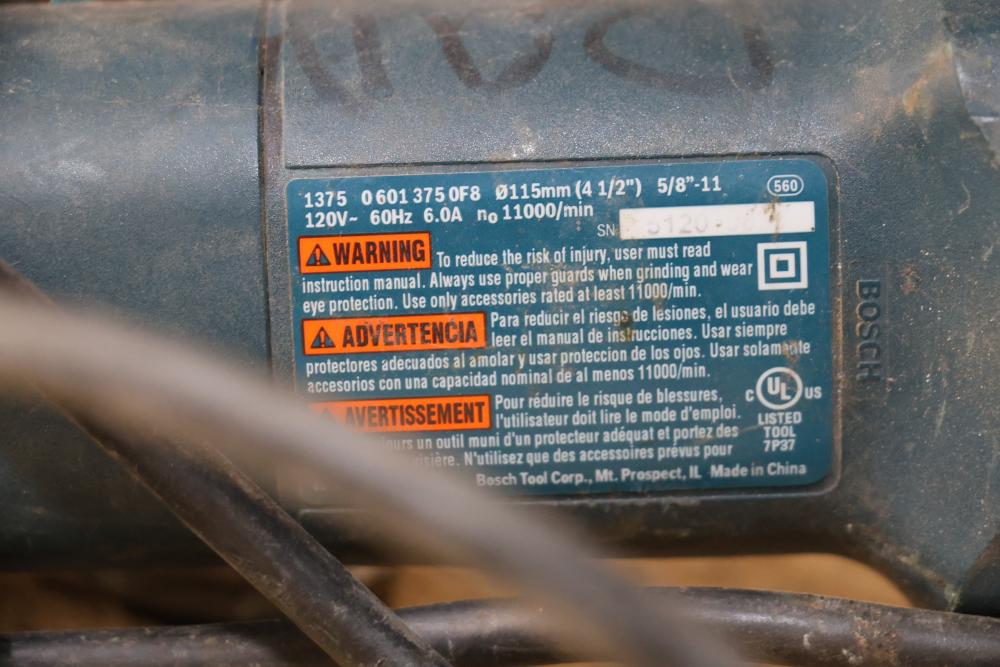 1375 0 601 375 0F8 Ø115mm (4 1/2") 5/8"-11 560
120V~ 60Hz 6.0A n₀ 11000/min
SN
WARNING To reduce the risk of injury, user must read
instruction manual. Always use proper guards when grinding and wear
eye protection. Use only accessories rated at least 11000/min.
ADVERTENCIA Para reducir el riesgo de lesiones, el usuario debe
leer el manual de instrucciones. Usar siempre
protectores adecuados al amolar y usar proteccion de los ojos. Usar solamente
accesorios con una capacidad nominal de al menos 11000/min.
AVERTISSEMENT Pour réduire le risque de blessures,
l'utilisateur doit lire le mode d'emploi.
un outil muni d'un protecteur adéquat et portez des
N'utilisez que des accessoires prévus pour
Bosch Tool Corp., Mt. Prospect, IL Made in China
C UL US
LISTED
TOOL
7P37
BOSCH